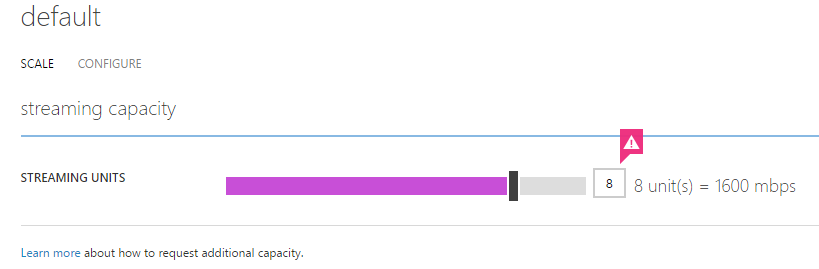 default
SCALE CONFIGURE
streaming capacity
STREAMING UNITS 8 8 unit(s) = 1600 mbps
Learn more about how to request additional capacity.